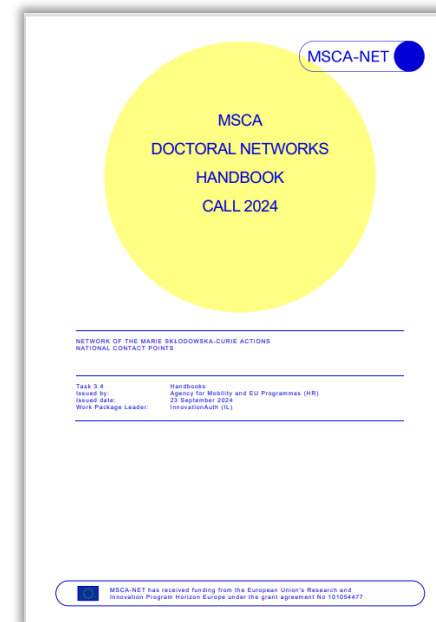 MSCA-NET
MSCA
DOCTORAL NETWORKS
HANDBOOK
CALL 2024
NETWORK OF THE MARIE SKŁODOWSKA-CURIE ACTIONS
NATIONAL CONTACT POINTS
Task 3.4 Handbooks
Issued by: Agency for Mobility and EU Programmes (HR)
Issued date: 23 September 2024
Work Package Leader: InnovationAuth (IL)
MSCA-NET has received funding from the European Union's Research and
Innovation Program Horizon Europe under the grant agreement No 101054477